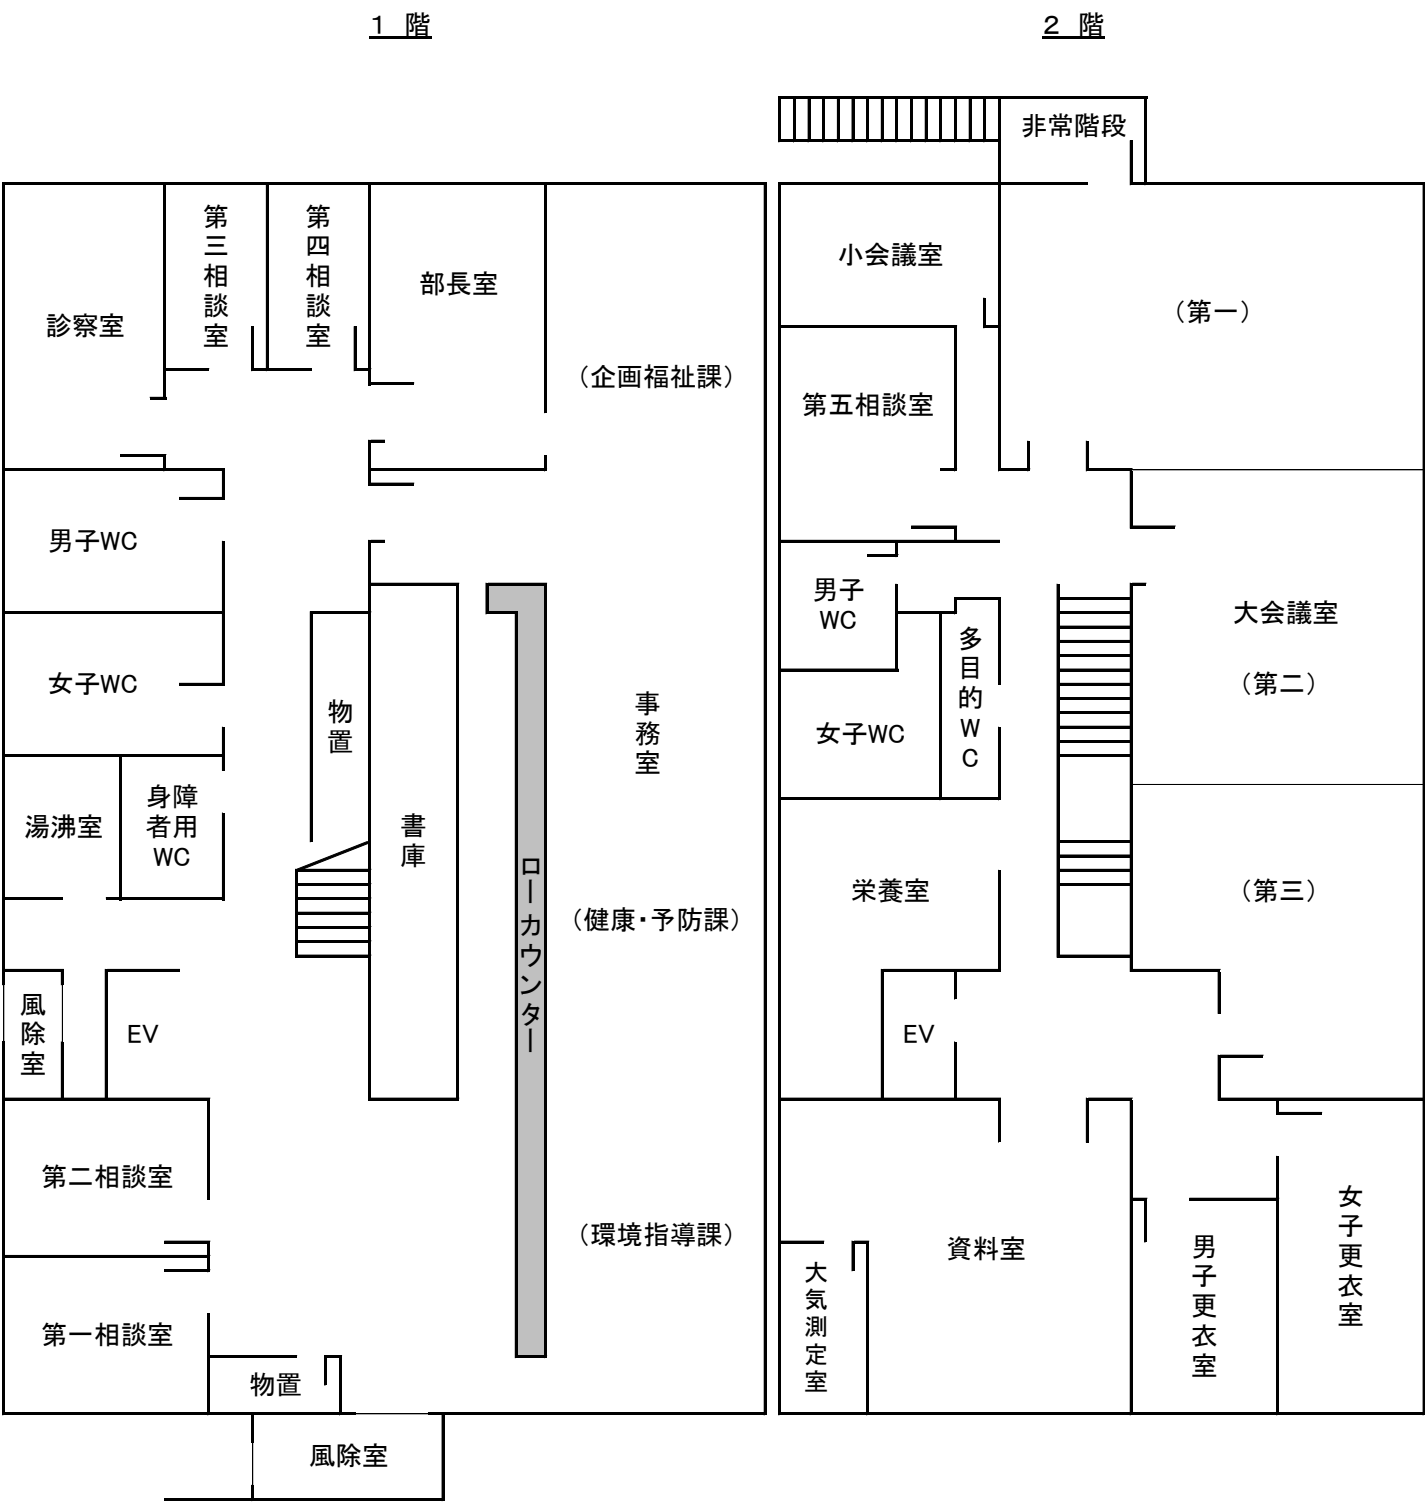 １ 階
診察室
第三相談室
第四相談室
部長室
（企画福祉課）
男子WC
女子WC
物置
事務室
湯沸室
身障
者用
WC
書庫
ローカウンター
（健康・予防課）
風除室
EV
第二相談室
（環境指導課）
第一相談室
物置
風除室
２ 階
非常階段
小会議室
（第一）
第五相談室
男子
WC
多目的WC
大会議室
（第二）
女子WC
栄養室
（第三）
EV
資料室
大気測定室
男子更衣室
女子更衣室